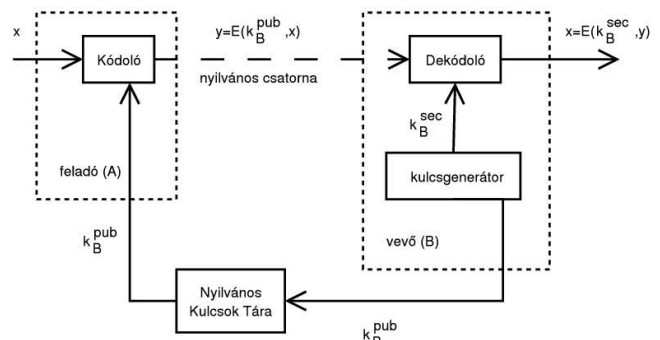 x
y=E(k_B^pub,x)
x=E(k_B^sec,y)
Kódoló
nyilvános csatorna
Dekódoló
k_B^sec
feladó (A)
kulcsgenerátor
k_B^pub
vevő (B)
Nyilvános
Kulcsok Tára
k_B^pub